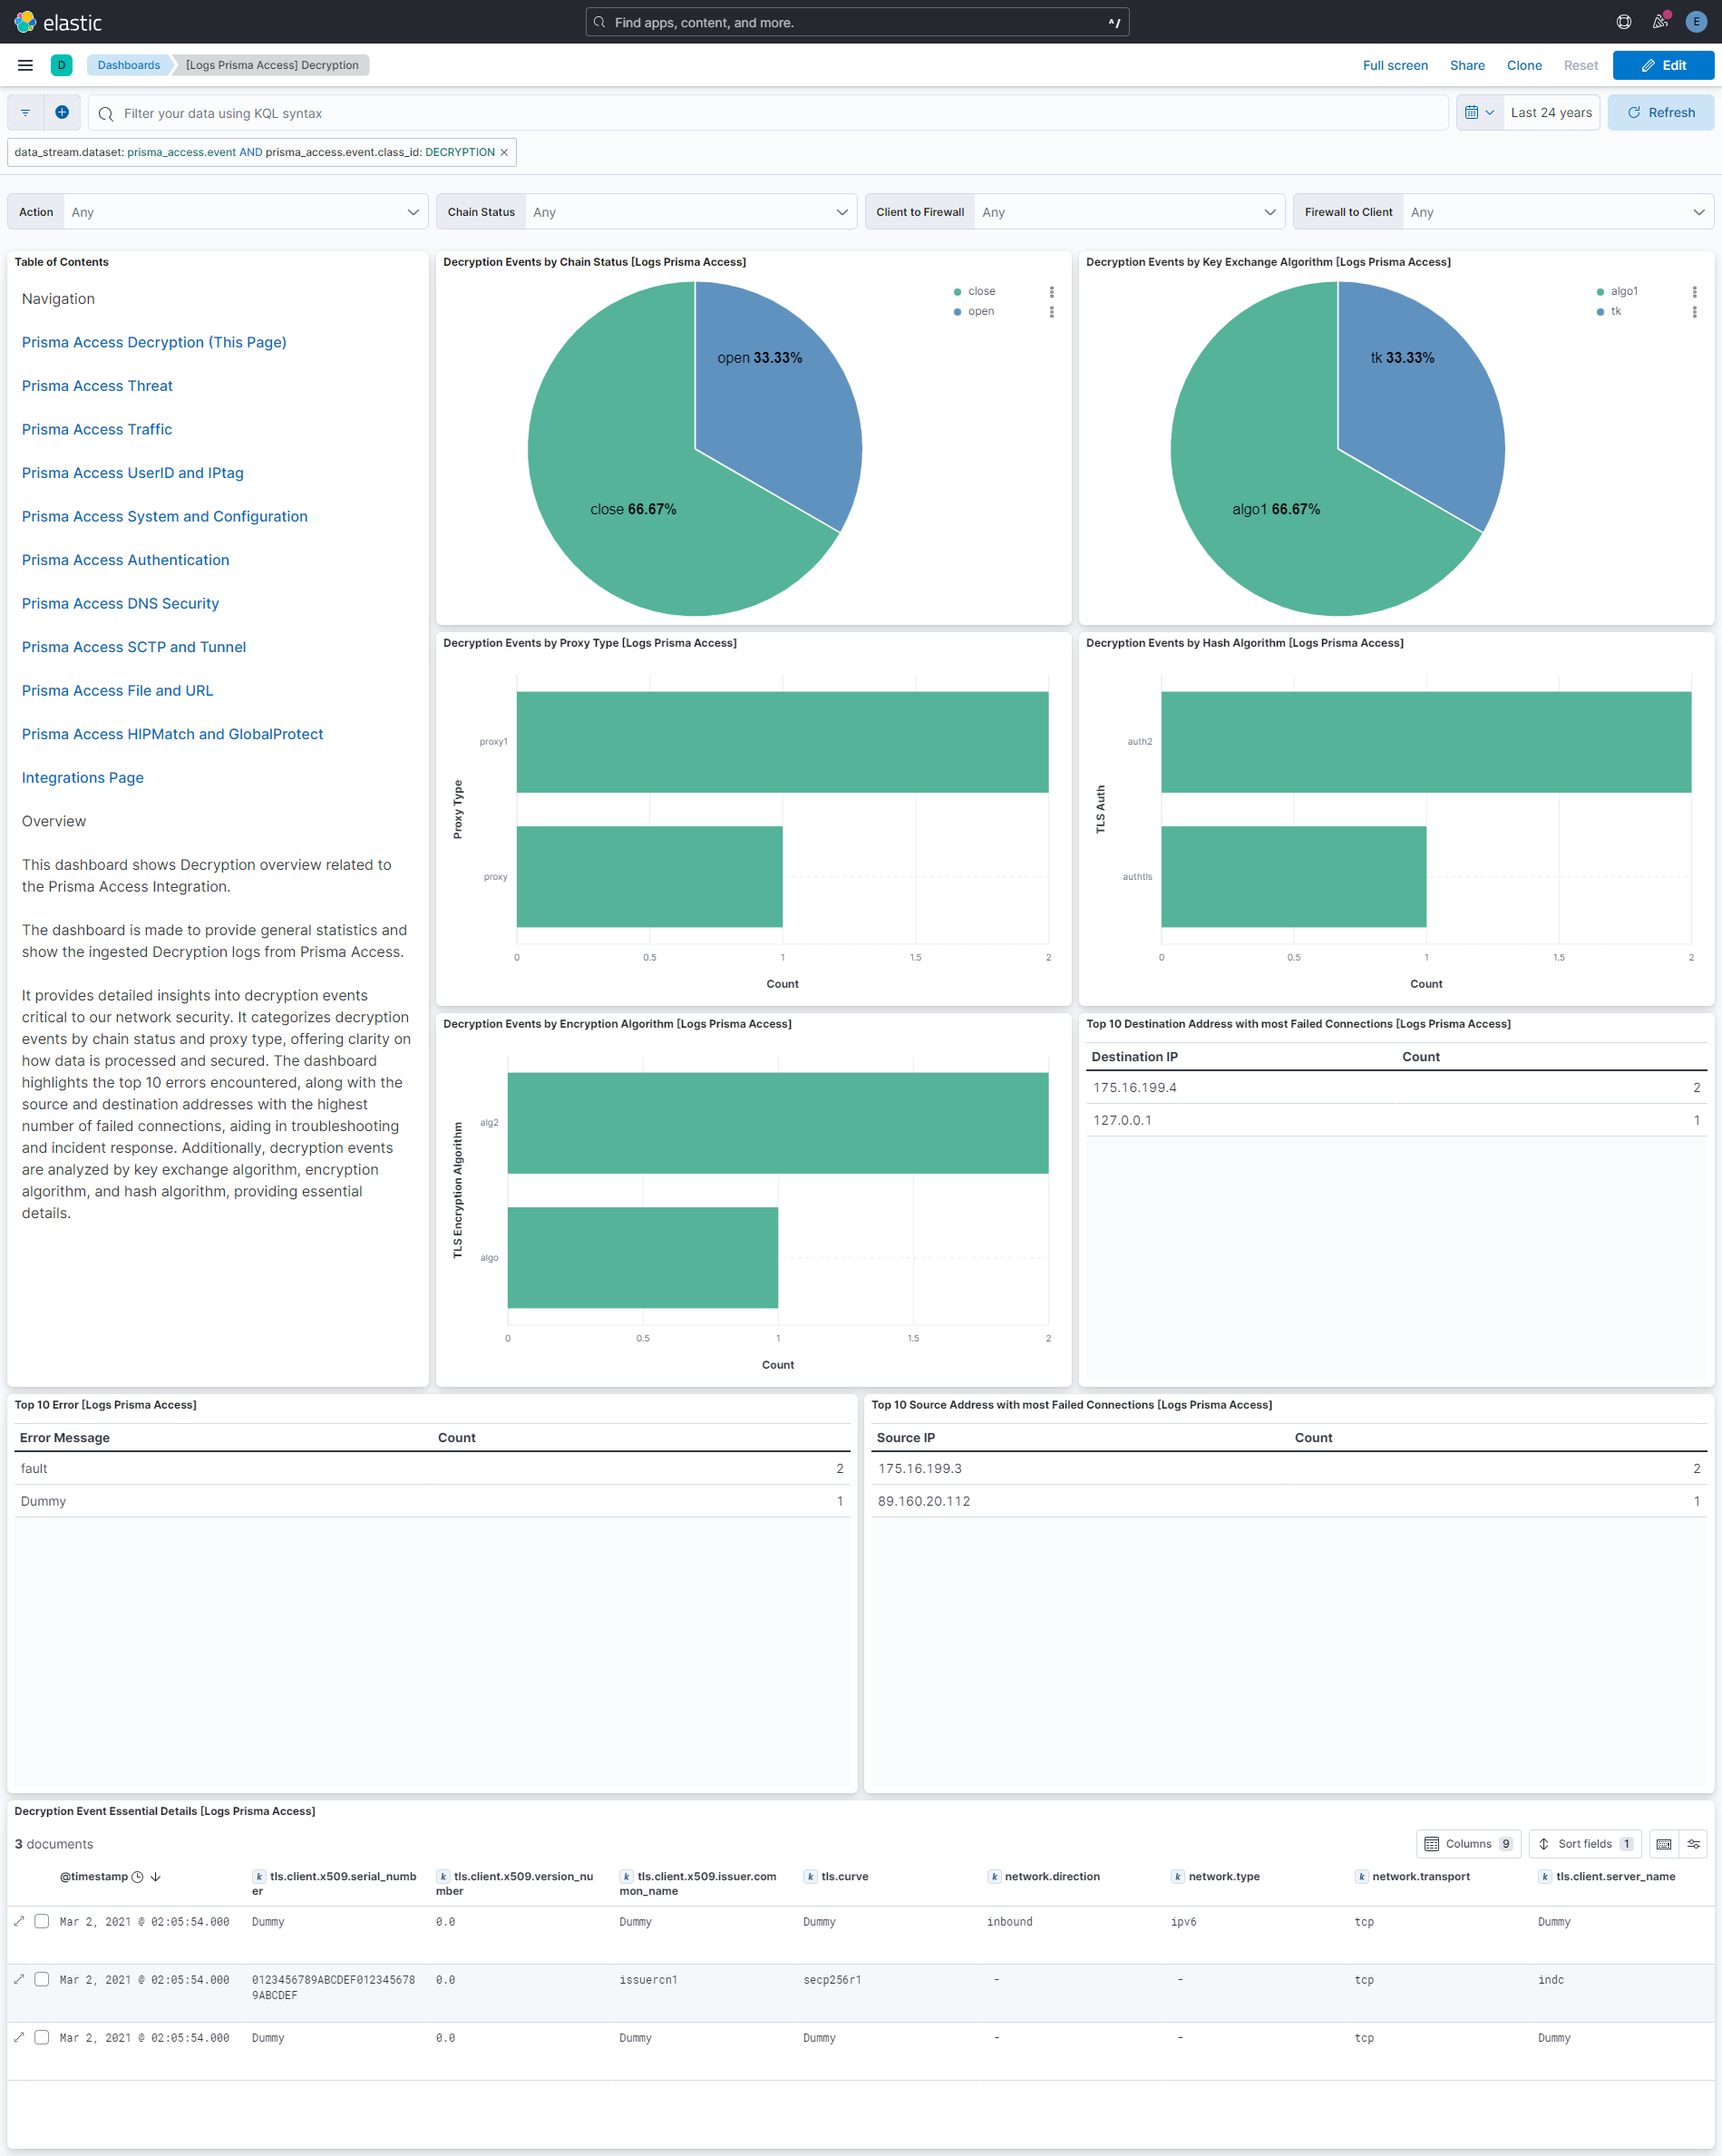 elastic
Find apps, content, and more.
^/
E
D
Dashboards
[Logs Prisma Access] Decryption
Full screen
Share
Clone
Reset
Edit
Filter your data using KQL syntax
Last 24 years
Refresh
data_stream.dataset: prisma_access.event AND prisma_access.event.class_id: DECRYPTION ×
Action Any
Chain Status Any
Client to Firewall Any
Firewall to Client Any
Table of Contents
Navigation
Prisma Access Decryption (This Page)
Prisma Access Threat
Prisma Access Traffic
Prisma Access UserID and IPtag
Prisma Access System and Configuration
Prisma Access Authentication
Prisma Access DNS Security
Prisma Access SCTP and Tunnel
Prisma Access File and URL
Prisma Access HIPMatch and GlobalProtect
Integrations Page
Overview
This dashboard shows Decryption overview related to
the Prisma Access Integration.
The dashboard is made to provide general statistics and
show the ingested Decryption logs from Prisma Access.
It provides detailed insights into decryption events
critical to our network security. It categorizes decryption
events by chain status and proxy type, offering clarity on
how data is processed and secured. The dashboard
highlights the top 10 errors encountered, along with the
source and destination addresses with the highest
number of failed connections, aiding in troubleshooting
and incident response. Additionally, decryption events
are analyzed by key exchange algorithm, encryption
algorithm, and hash algorithm, providing essential
details.
Decryption Events by Chain Status [Logs Prisma Access]
close
open
open 33.33%
close 66.67%
Decryption Events by Key Exchange Algorithm [Logs Prisma Access]
algo1
tk
tk 33.33%
algo1 66.67%
Decryption Events by Proxy Type [Logs Prisma Access]
Proxy Type
proxy1
proxy
0 0.5 1 1.5 2
Count
Decryption Events by Hash Algorithm [Logs Prisma Access]
TLS Auth
auth2
authtls
0 0.5 1 1.5 2
Count
Decryption Events by Encryption Algorithm [Logs Prisma Access]
TLS Encryption Algorithm
alg2
algo
0 0.5 1 1.5 2
Count
Top 10 Destination Address with most Failed Connections [Logs Prisma Access]
Destination IP Count
175.16.199.4 2
127.0.0.1 1
Top 10 Error [Logs Prisma Access]
Error Message Count
fault 2
Dummy 1
Top 10 Source Address with most Failed Connections [Logs Prisma Access]
Source IP Count
175.16.199.3 2
89.160.20.112 1
Decryption Event Essential Details [Logs Prisma Access]
3 documents
Columns 9
Sort fields 1
@timestamp k tls.client.x509.serial_numb k tls.client.x509.version_nu k tls.client.x509.issuer.com k tls.curve k network.direction k network.type k network.transport k tls.client.server_name
er mber mon_name
Mar 2, 2021 @ 02:05:54.000 Dummy 0.0 Dummy Dummy inbound ipv6 tcp Dummy
Mar 2, 2021 @ 02:05:54.000 0123456789ABCDEF012345678 0.0 issuercn1 secp256r1 - - tcp indc
9ABCDEF
Mar 2, 2021 @ 02:05:54.000 Dummy 0.0 Dummy Dummy - - tcp Dummy